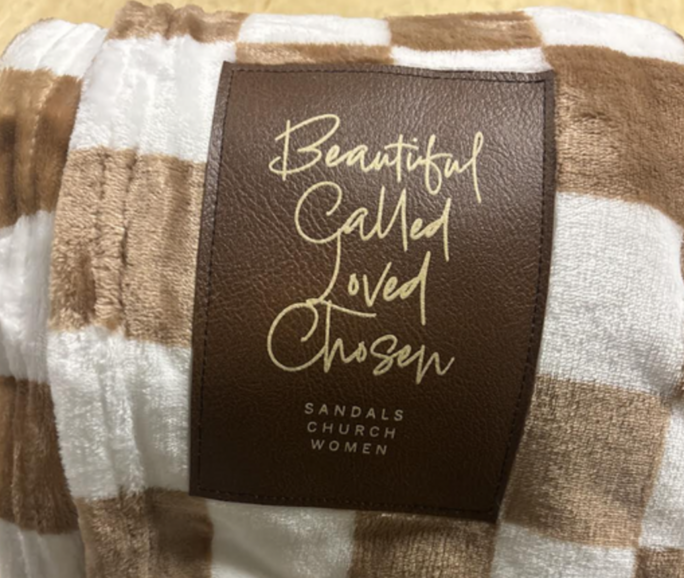 Beautiful
Called
Loved
Chosen
SANDALS
CHURCH
WOMEN